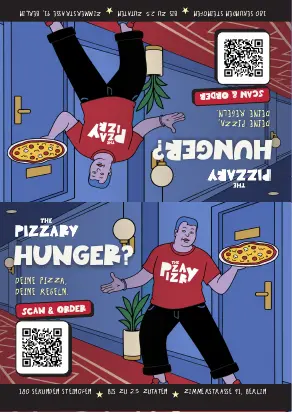 180 SEKUNDEN STEINOFEN ★ BIS ZU 25 ZUTATEN ★ ZIMMERSTRASSE 91, BERLIN
THE
PIZZARY
HUNGER?
DEINE PIZZA,
DEINE REGELN.
SCAN & ORDER
THE
PIZZARY
THE
PIZZARY
HUNGER?
DEINE PIZZA,
DEINE REGELN.
SCAN & ORDER
THE
PIZZARY
180 SEKUNDEN STEINOFEN ★ BIS ZU 25 ZUTATEN ★ ZIMMERSTRASSE 91, BERLIN